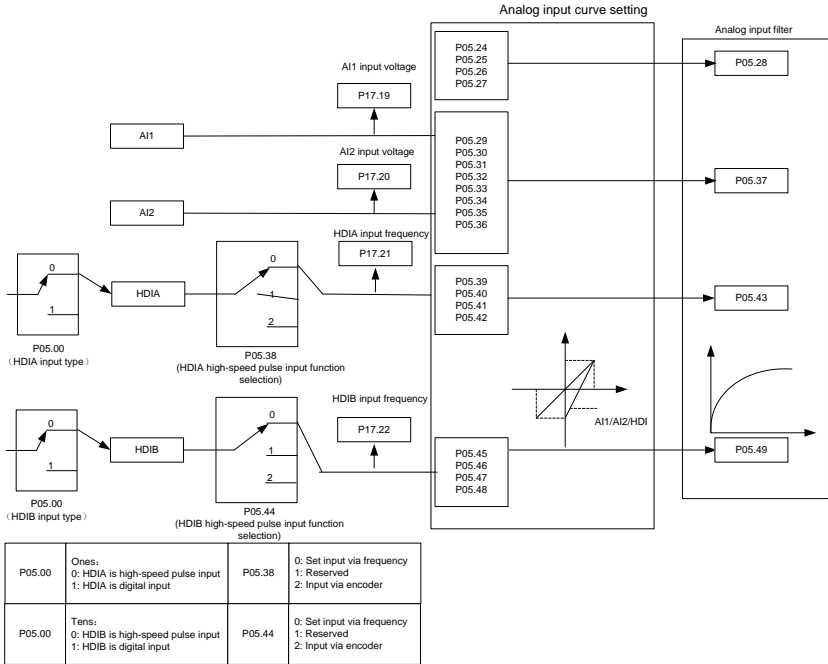 Analog input curve setting
Analog input filter
P05.24
P05.25
P05.26
P05.27
P05.28
AI1 input voltage
P17.19
AI1
AI2 input voltage
P17.20
AI2
P05.29
P05.30
P05.31
P05.32
P05.33
P05.34
P05.35
P05.36
P05.37
HDIA input frequency
P17.21
0
1
HDIA
0
1
2
P05.39
P05.40
P05.41
P05.42
P05.43
P05.00
（HDIA input type）
P05.38
(HDIA high-speed pulse input function
selection)
AI1/AI2/HDI
HDIB input frequency
P17.22
0
1
HDIB
0
1
2
P05.45
P05.46
P05.47
P05.48
P05.49
P05.00
（HDIB input type）
P05.44
(HDIB high-speed pulse input function
selection)
P05.00
Ones：
0: HDIA is high-speed pulse input
1: HDIA is digital input
P05.38
0: Set input via frequency
1: Reserved
2: Input via encoder
P05.00
Tens：
0: HDIB is high-speed pulse input
1: HDIB is digital input
P05.44
0: Set input via frequency
1: Reserved
2: Input via encoder